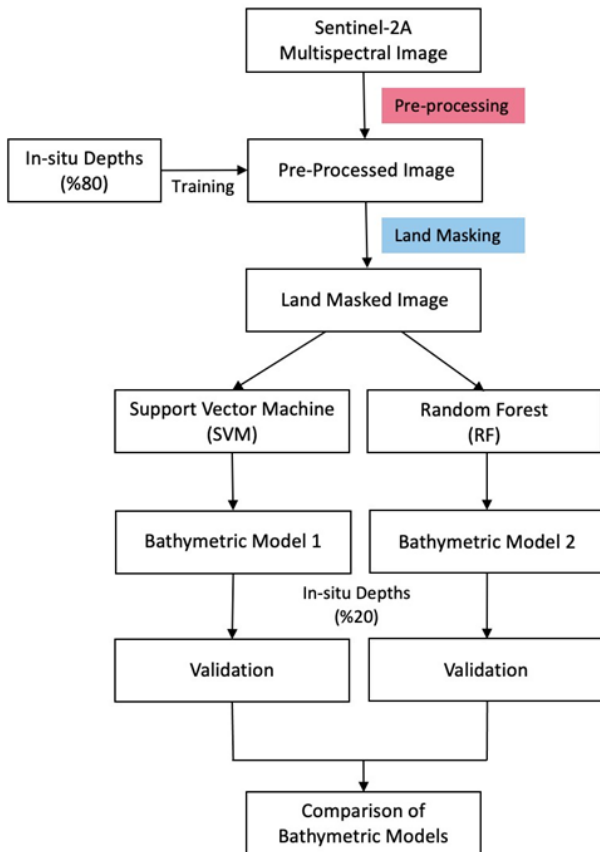 Sentinel-2A
Multispectral Image
Pre-processing
In-situ Depths
(%80)
Training
Pre-Processed Image
Land Masking
Land Masked Image
Support Vector Machine
(SVM)
Random Forest
(RF)
Bathymetric Model 1
Bathymetric Model 2
In-situ Depths
(%20)
Validation
Validation
Comparison of
Bathymetric Models